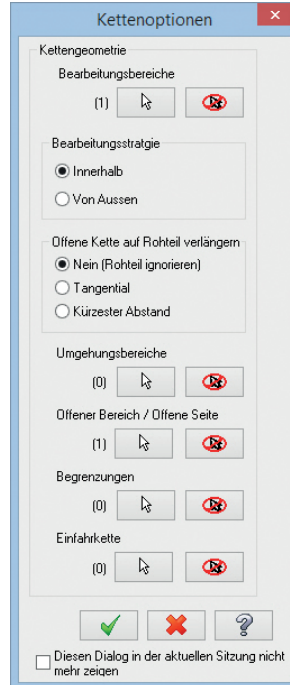 Kettenoptionen
Kettengeometrie
Bearbeitungsbereiche
(1)
Bearbeitungsstratgie
Innerhalb
Von Aussen
Offene Kette auf Rohteil verlängern
Nein (Rohteil ignorieren)
Tangential
Kürzester Abstand
Umgehungsbereiche
(0)
Offener Bereich / Offene Seite
(1)
Begrenzungen
(0)
Einfahrkette
(0)
Diesen Dialog in der aktuellen Sitzung nicht
mehr zeigen